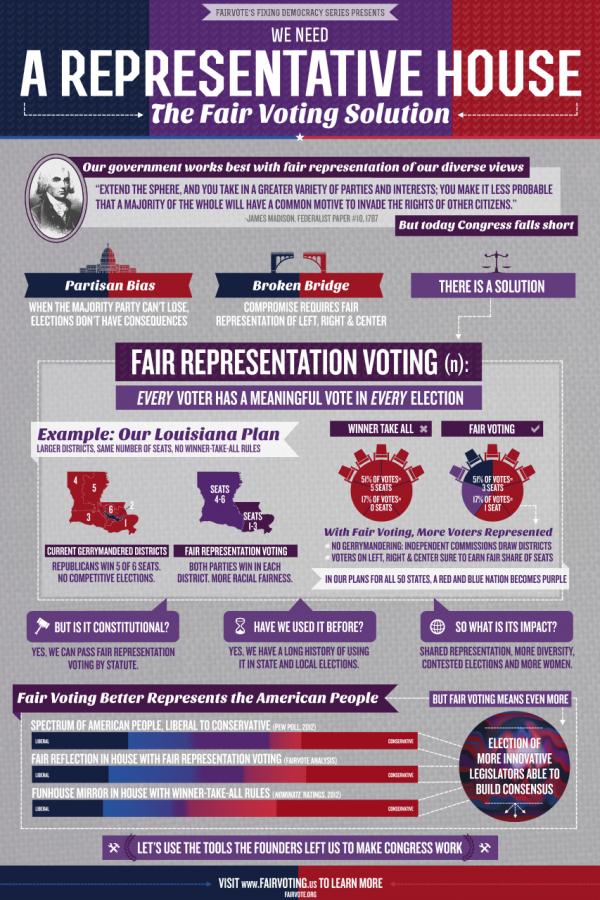 FAIRVOTE'S FIXING DEMOCRACY SERIES PRESENTS
WE NEED
A REPRESENTATIVE HOUSE
The Fair Voting Solution
Our government works best with fair representation of our diverse views
"EXTEND THE SPHERE, AND YOU TAKE IN A GREATER VARIETY OF PARTIES AND INTERESTS; YOU MAKE IT LESS PROBABLE
THAT A MAJORITY OF THE WHOLE WILL HAVE A COMMON MOTIVE TO INVADE THE RIGHTS OF OTHER CITIZENS."
-JAMES MADISON, FEDERALIST PAPER #10, 1787
But today Congress falls short
Partisan Bias
WHEN THE MAJORITY PARTY CAN'T LOSE,
ELECTIONS DON'T HAVE CONSEQUENCES
Broken Bridge
COMPROMISE REQUIRES FAIR
REPRESENTATION OF LEFT, RIGHT & CENTER
THERE IS A SOLUTION
FAIR REPRESENTATION VOTING (n):
EVERY VOTER HAS A MEANINGFUL VOTE IN EVERY ELECTION
Example: Our Louisiana Plan
LARGER DISTRICTS, SAME NUMBER OF SEATS, NO WINNER-TAKE-ALL RULES
4
5
3
6
2
1
CURRENT GERRYMANDERED DISTRICTS
REPUBLICANS WIN 5 OF 6 SEATS.
NO COMPETITIVE ELECTIONS.
SEATS
4-6
SEATS
1-3
FAIR REPRESENTATION VOTING
BOTH PARTIES WIN IN EACH
DISTRICT. MORE RACIAL FAIRNESS.
WINNER TAKE ALL
51% OF VOTES=
5 SEATS
17% OF VOTES=
0 SEATS
FAIR VOTING
51% OF VOTES=
3 SEATS
17% OF VOTES=
1 SEAT
With Fair Voting, More Voters Represented
NO GERRYMANDERING: INDEPENDENT COMMISSIONS DRAW DISTRICTS
VOTERS ON LEFT, RIGHT & CENTER SURE TO EARN FAIR SHARE OF SEATS
IN OUR PLANS FOR ALL 50 STATES, A RED AND BLUE NATION BECOMES PURPLE
BUT IS IT CONSTITUTIONAL?
YES, WE CAN PASS FAIR REPRESENTATION
VOTING BY STATUTE.
HAVE WE USED IT BEFORE?
YES, WE HAVE A LONG HISTORY OF USING
IT IN STATE AND LOCAL ELECTIONS.
SO WHAT IS ITS IMPACT?
SHARED REPRESENTATION, MORE DIVERSITY,
CONTESTED ELECTIONS AND MORE WOMEN.
Fair Voting Better Represents the American People
SPECTRUM OF AMERICAN PEOPLE, LIBERAL TO CONSERVATIVE (PEW POLL, 2012)
LIBERAL CONSERVATIVE
FAIR REFLECTION IN HOUSE WITH FAIR REPRESENTATION VOTING (FAIRVOTE ANALYSIS)
LIBERAL CONSERVATIVE
FUNHOUSE MIRROR IN HOUSE WITH WINNER-TAKE-ALL RULES (NOMINATE RATINGS, 2012)
LIBERAL CONSERVATIVE
BUT FAIR VOTING MEANS EVEN MORE
ELECTION OF
MORE INNOVATIVE
LEGISLATORS ABLE TO
BUILD CONSENSUS
LET'S USE THE TOOLS THE FOUNDERS LEFT US TO MAKE CONGRESS WORK
VISIT www.FAIRVOTING.us TO LEARN MORE
FAIRVOTE.ORG